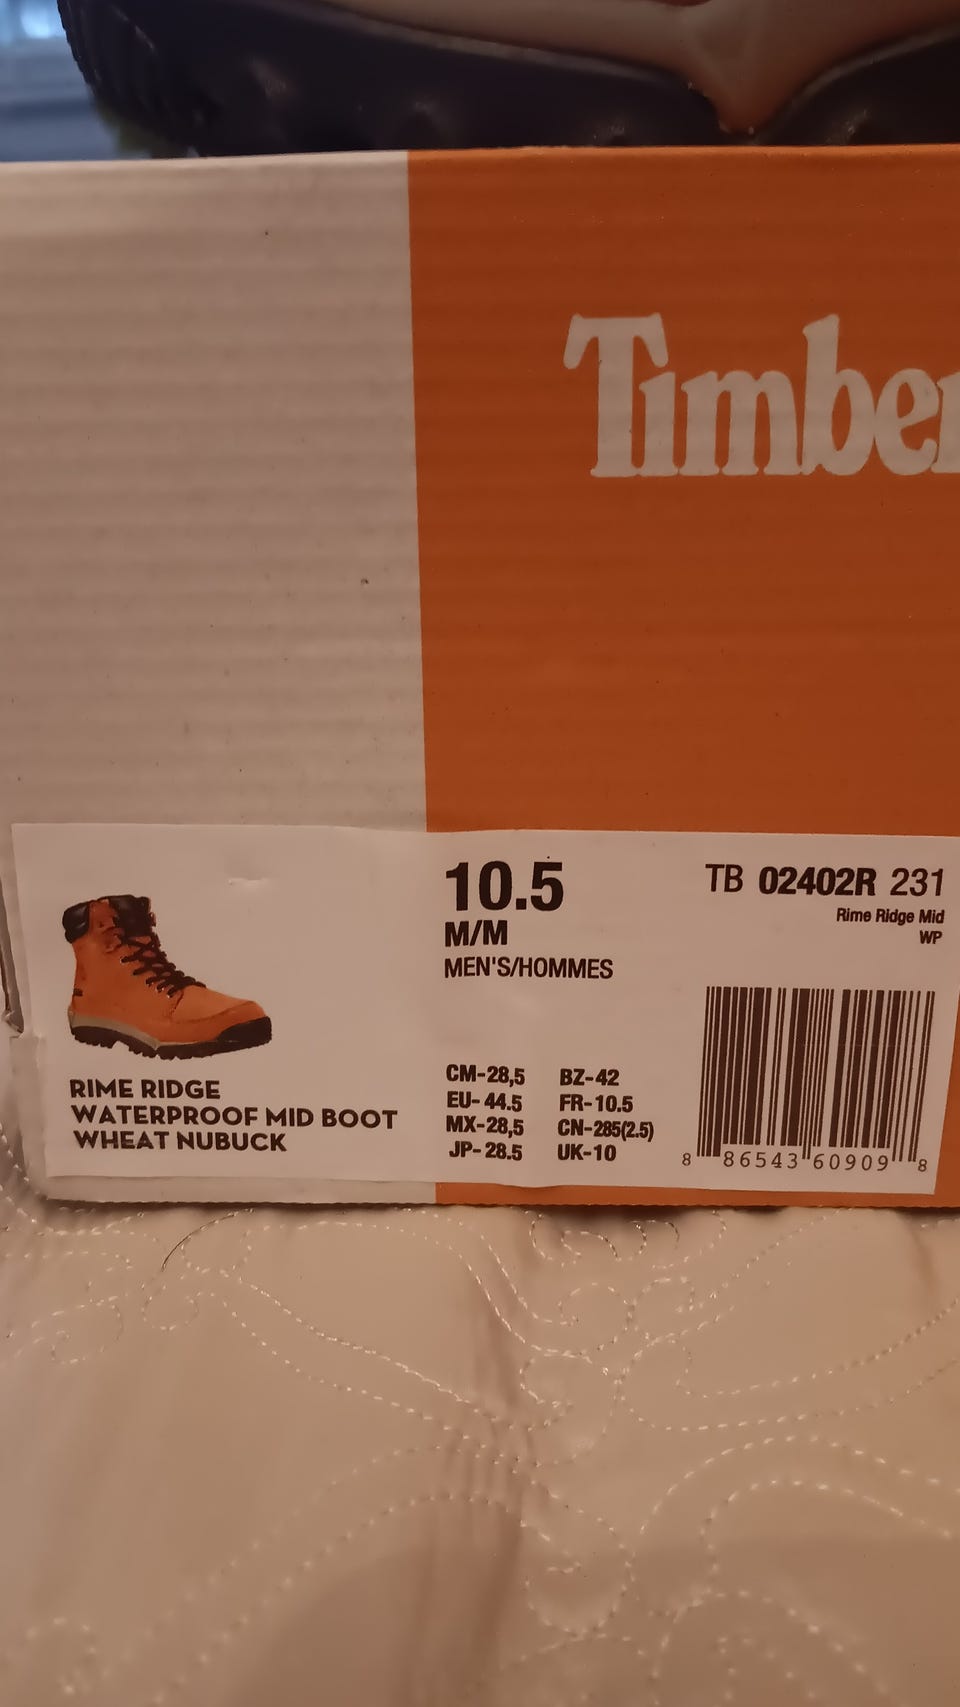 Timber
10.5
M/M
MEN'S/HOMMES
TB 02402R 231
Rime Ridge Mid
WP
RIME RIDGE
WATERPROOF MID BOOT
WHEAT NUBUCK
CM-28,5 BZ-42
EU-44.5 FR-10.5
MX-28,5 CN-285(2.5)
JP-28.5 UK-10
8 86543 60909 8